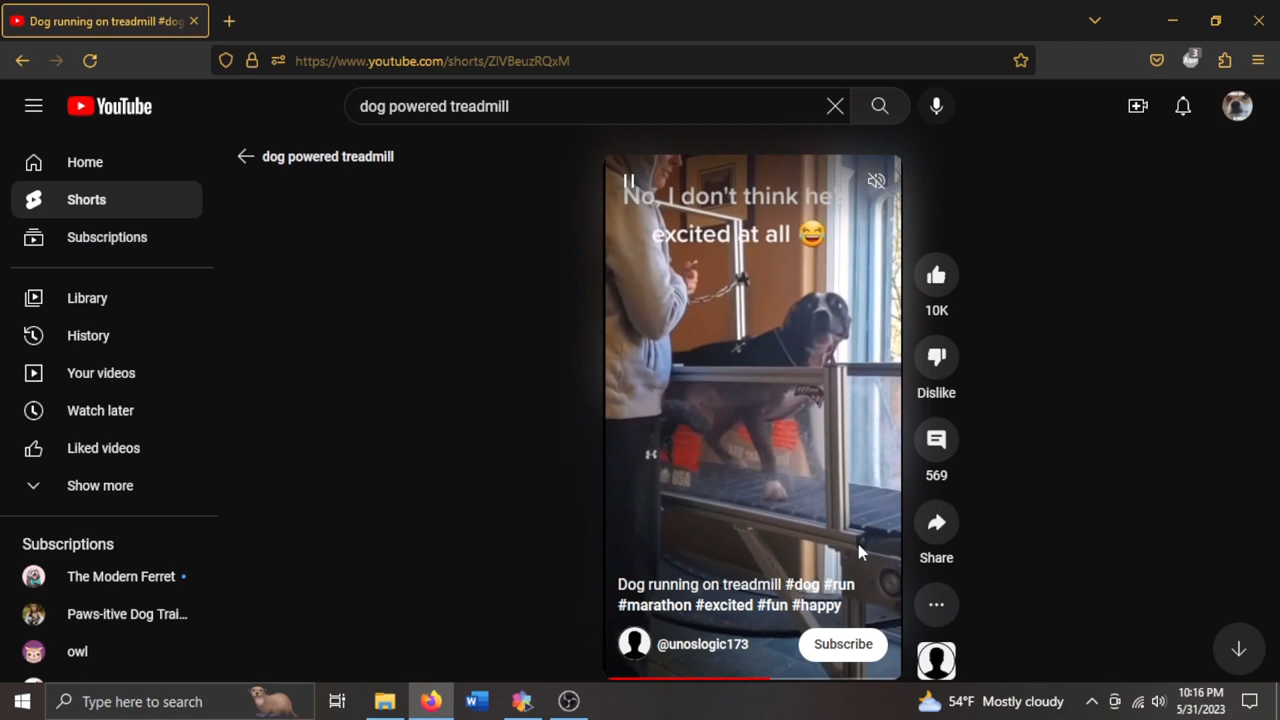 Dog running on treadmill #dog
https://www.youtube.com/shorts/ZIVBeuzRQxM
3
YouTube
dog powered treadmill
Home
Shorts
Subscriptions
Library
History
Your videos
Watch later
Liked videos
Show more
Subscriptions
The Modern Ferret
Paws-itive Dog Trai...
owl
dog powered treadmill
No, I don't think he's
excited at all 😂
USA
Dog running on treadmill #dog #run
#marathon #excited #fun #happy
@unoslogic173
Subscribe
10K
Dislike
569
Share
Type here to search
54°F Mostly cloudy
10:16 PM
5/31/2023